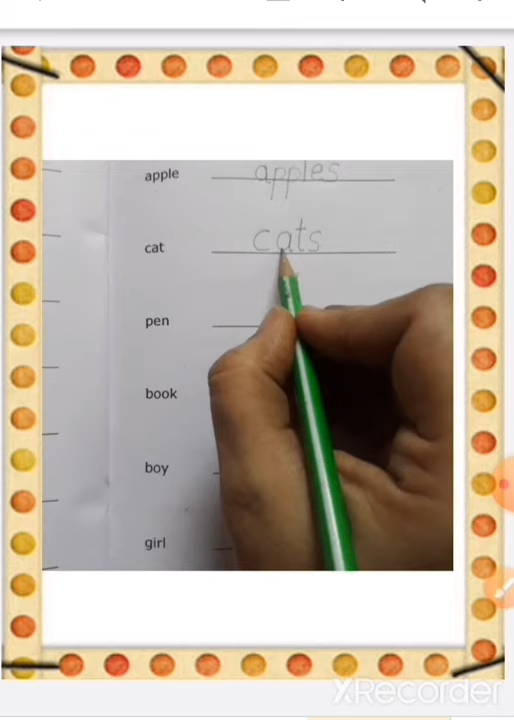 apple apples
cat cats
pen
book
boy
girl
XRecorder